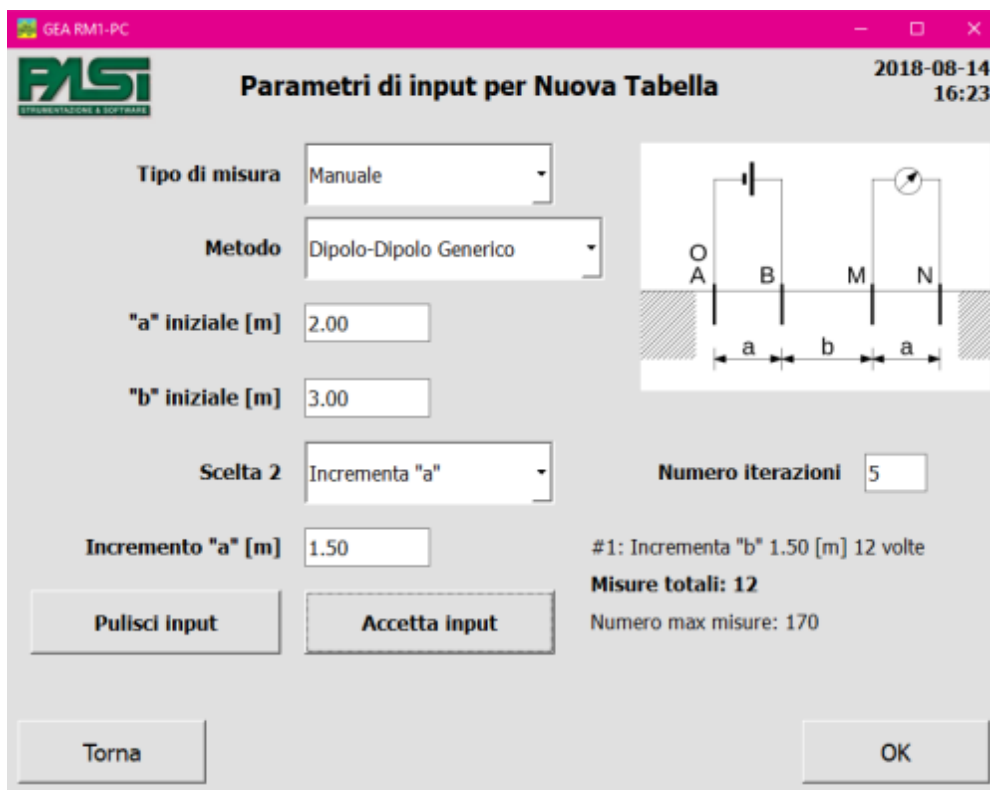 GEA RM1-PC
PASI
STRUMENTAZIONE & SOFTWARE
Parametri di input per Nuova Tabella
2018-08-14
16:23
Tipo di misura
Manuale
Metodo
Dipolo-Dipolo Generico
"a" iniziale [m]
2.00
"b" iniziale [m]
3.00
O
A B M N
a b a
Scelta 2
Incrementa "a"
Numero iterazioni
5
Incremento "a" [m]
1.50
#1: Incrementa "b" 1.50 [m] 12 volte
Misure totali: 12
Numero max misure: 170
Pulisci input
Accetta input
Torna
OK